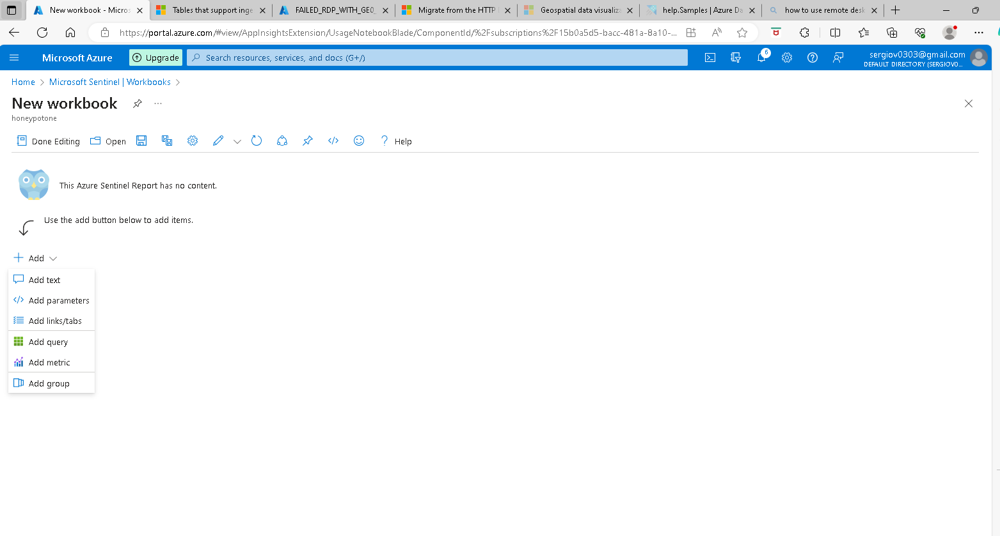 New workbook - Micros
Tables that support inge
FAILED_RDP_WITH_GEO_
Migrate from the HTTP
Geospatial data visualiza
help.Samples | Azure Da
how to use remote desk
https://portal.azure.com/#view/AppInsightsExtension/UsageNotebookBlade/ComponentId/%2Fsubscriptions%2F15b0a5d5-bacc-481a-8a10-...
Microsoft Azure
Upgrade
Search resources, services, and docs (G+/)
6
sergiov0303@gmail.com
DEFAULT DIRECTORY (SERGIOVO...
Home > Microsoft Sentinel | Workbooks >
New workbook
honeypotone
Done Editing
Open
? Help
This Azure Sentinel Report has no content.
Use the add button below to add items.
Add
Add text
Add parameters
Add links/tabs
Add query
Add metric
Add group